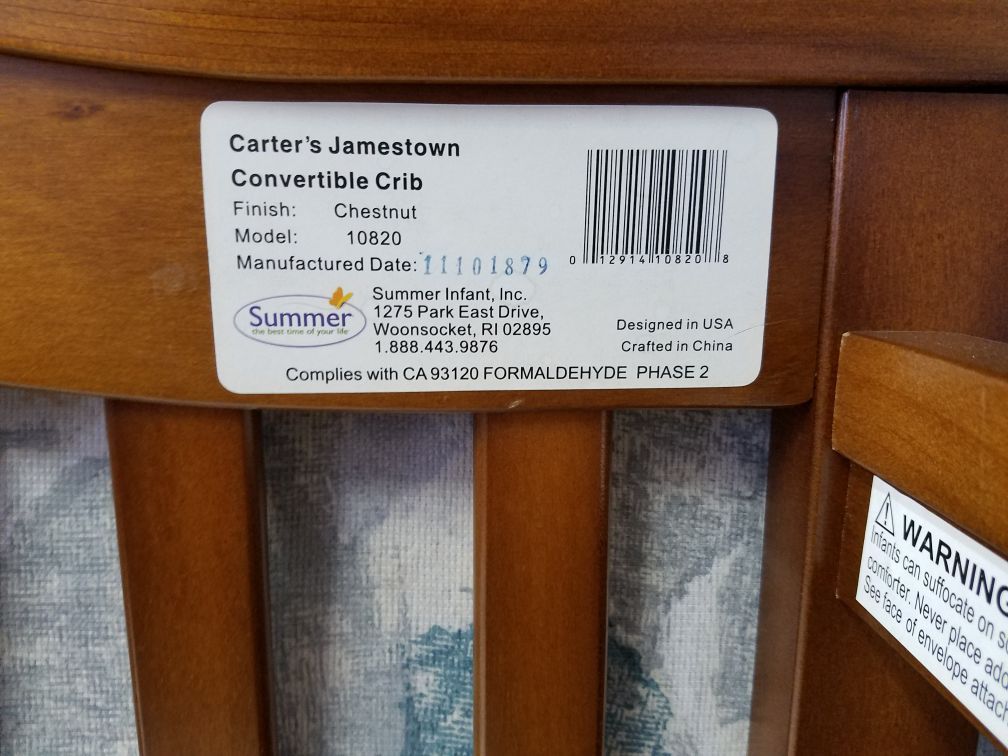 Carter's Jamestown
Convertible Crib
Finish: Chestnut
Model: 10820
Manufactured Date: 11101879
0 12914 10820 8
Summer
the best time of your life
Summer Infant, Inc.
1275 Park East Drive,
Woonsocket, RI 02895
1.888.443.9876
Designed in USA
Crafted in China
Complies with CA 93120 FORMALDEHYDE PHASE 2
WARNING
Infants can suffocate on
comforter. Never place
See face of envelope